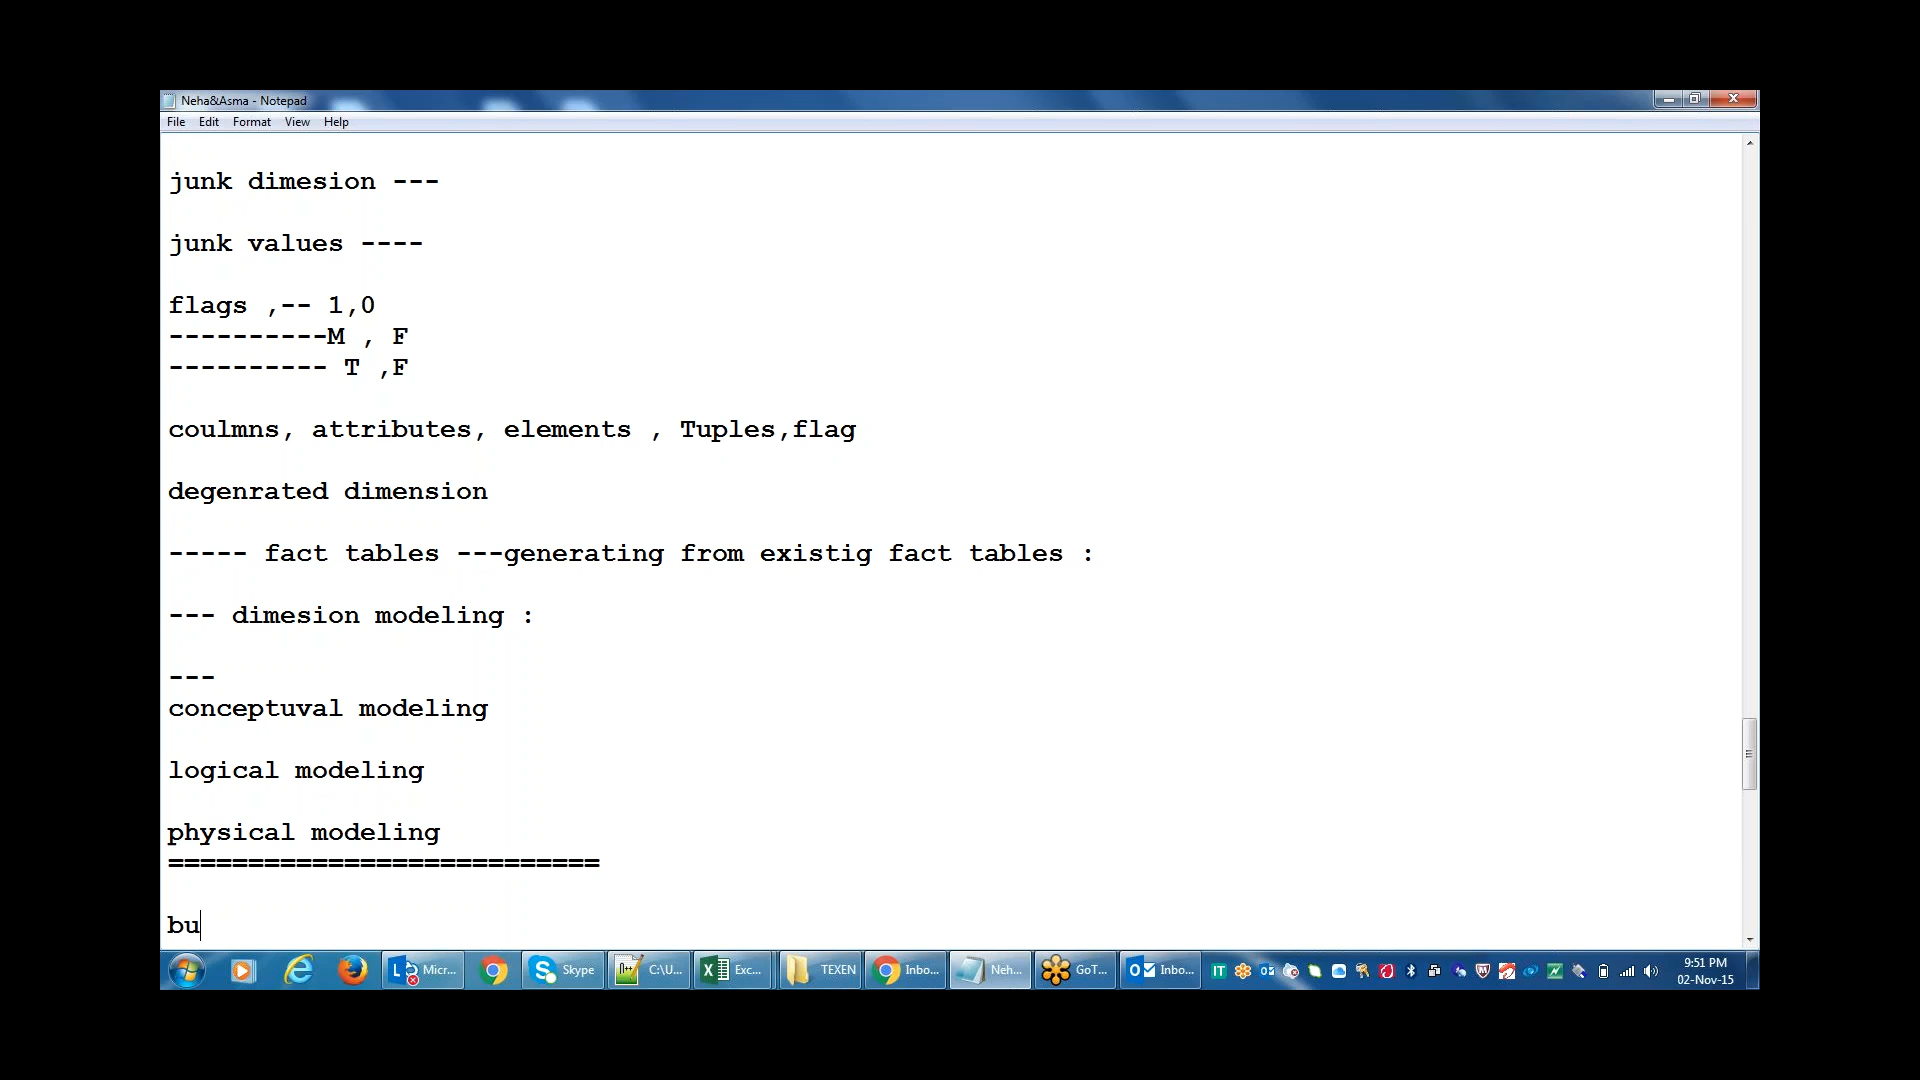 Neha&Asma - Notepad
File Edit Format View Help
junk dimesion ---
junk values ----
flags ,-- 1,0
----------M , F
---------- T ,F
coulmns, attributes, elements , Tuples,flag
degenrated dimension
----- fact tables ---generating from existig fact tables :
--- dimesion modeling :
---
conceptuval modeling
logical modeling
physical modeling
===========================
bu
Micr... Skype C:\U... Exc... TEXEN Inbo... Neh... GoT... Inbo... 9:51 PM
02-Nov-15